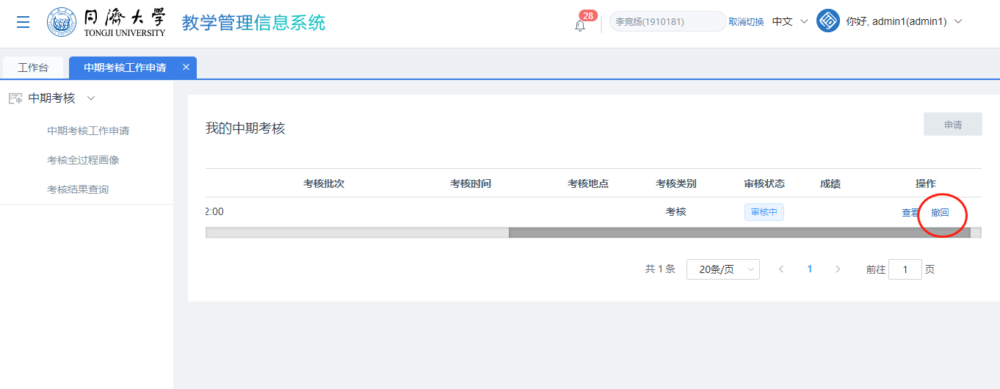 同濟大學
TONGJI UNIVERSITY
教学管理信息系统
28
李竞扬(1910181)
取消切换
中文
你好, admin1(admin1)
工作台
中期考核工作申请
中期考核
中期考核工作申请
考核全过程画像
考核结果查询
我的中期考核
申请
考核批次 考核时间 考核地点 考核类别 审核状态 成绩 操作
2:00 考核 审核中 查看 撤回
共 1 条 20条/页 1 前往 1 页